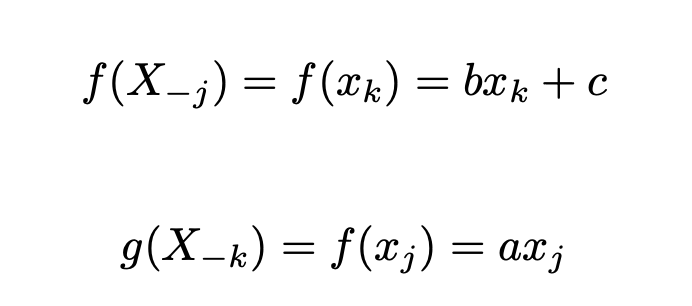 f(X_{-j}) = f(x_k) = bx_k + c
g(X_{-k}) = f(x_j) = ax_j